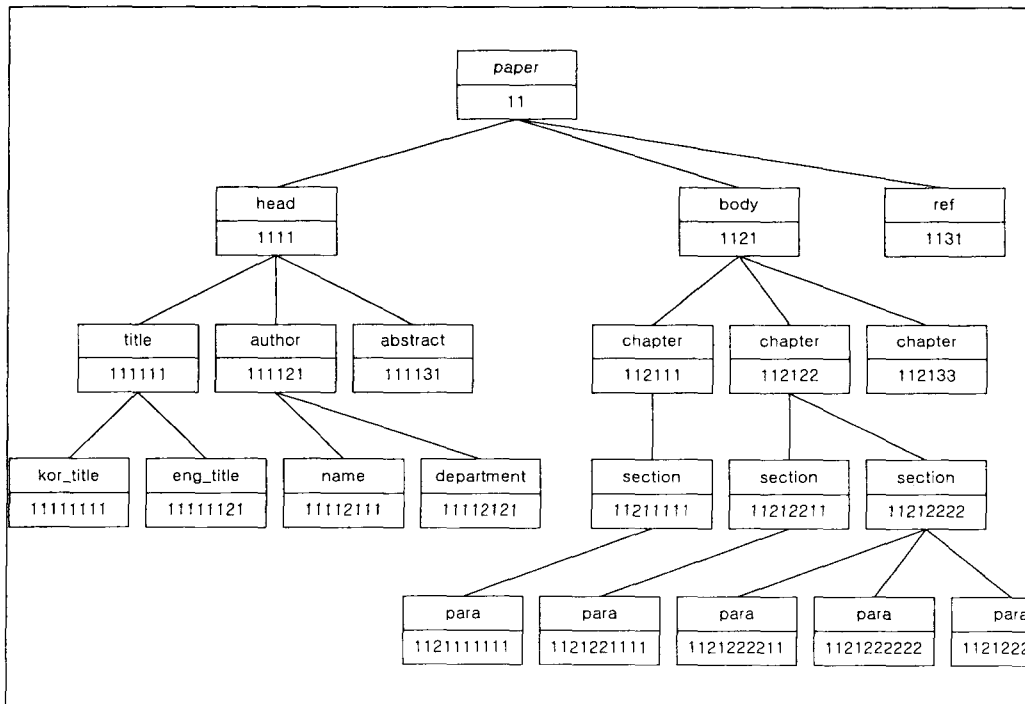 paper
11
head body ref
1111 1121 1131
title author abstract chapter chapter chapter
111111 111121 111131 112111 112122 112133
kor_title eng_title name department section section section
11111111 11111121 11112111 11112121 11211111 11212211 11212222
para para para para para
1121111111 1121221111 1121222211 1121222222